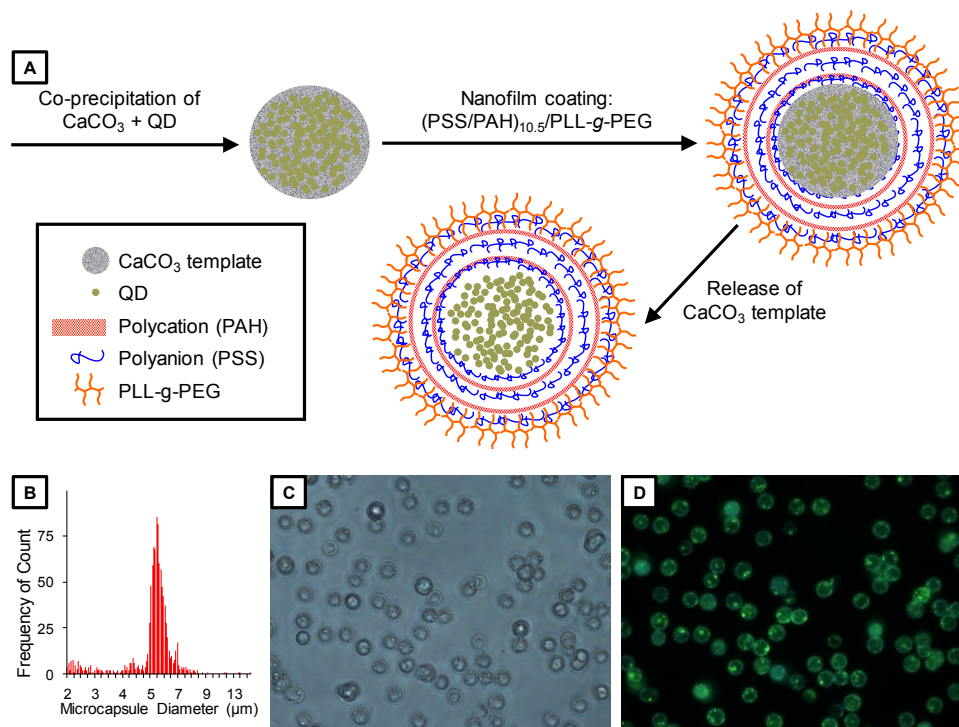 A
Co-precipitation of
CaCO₃ + QD
Nanofilm coating:
(PSS/PAH)₁₀.₅/PLL-g-PEG
Release of
CaCO₃ template
CaCO₃ template
QD
Polycation (PAH)
Polyanion (PSS)
PLL-g-PEG
B
Frequency of Count
75
50
25
0
2 3 4 5 7 9 13
Microcapsule Diameter (µm)
C
D